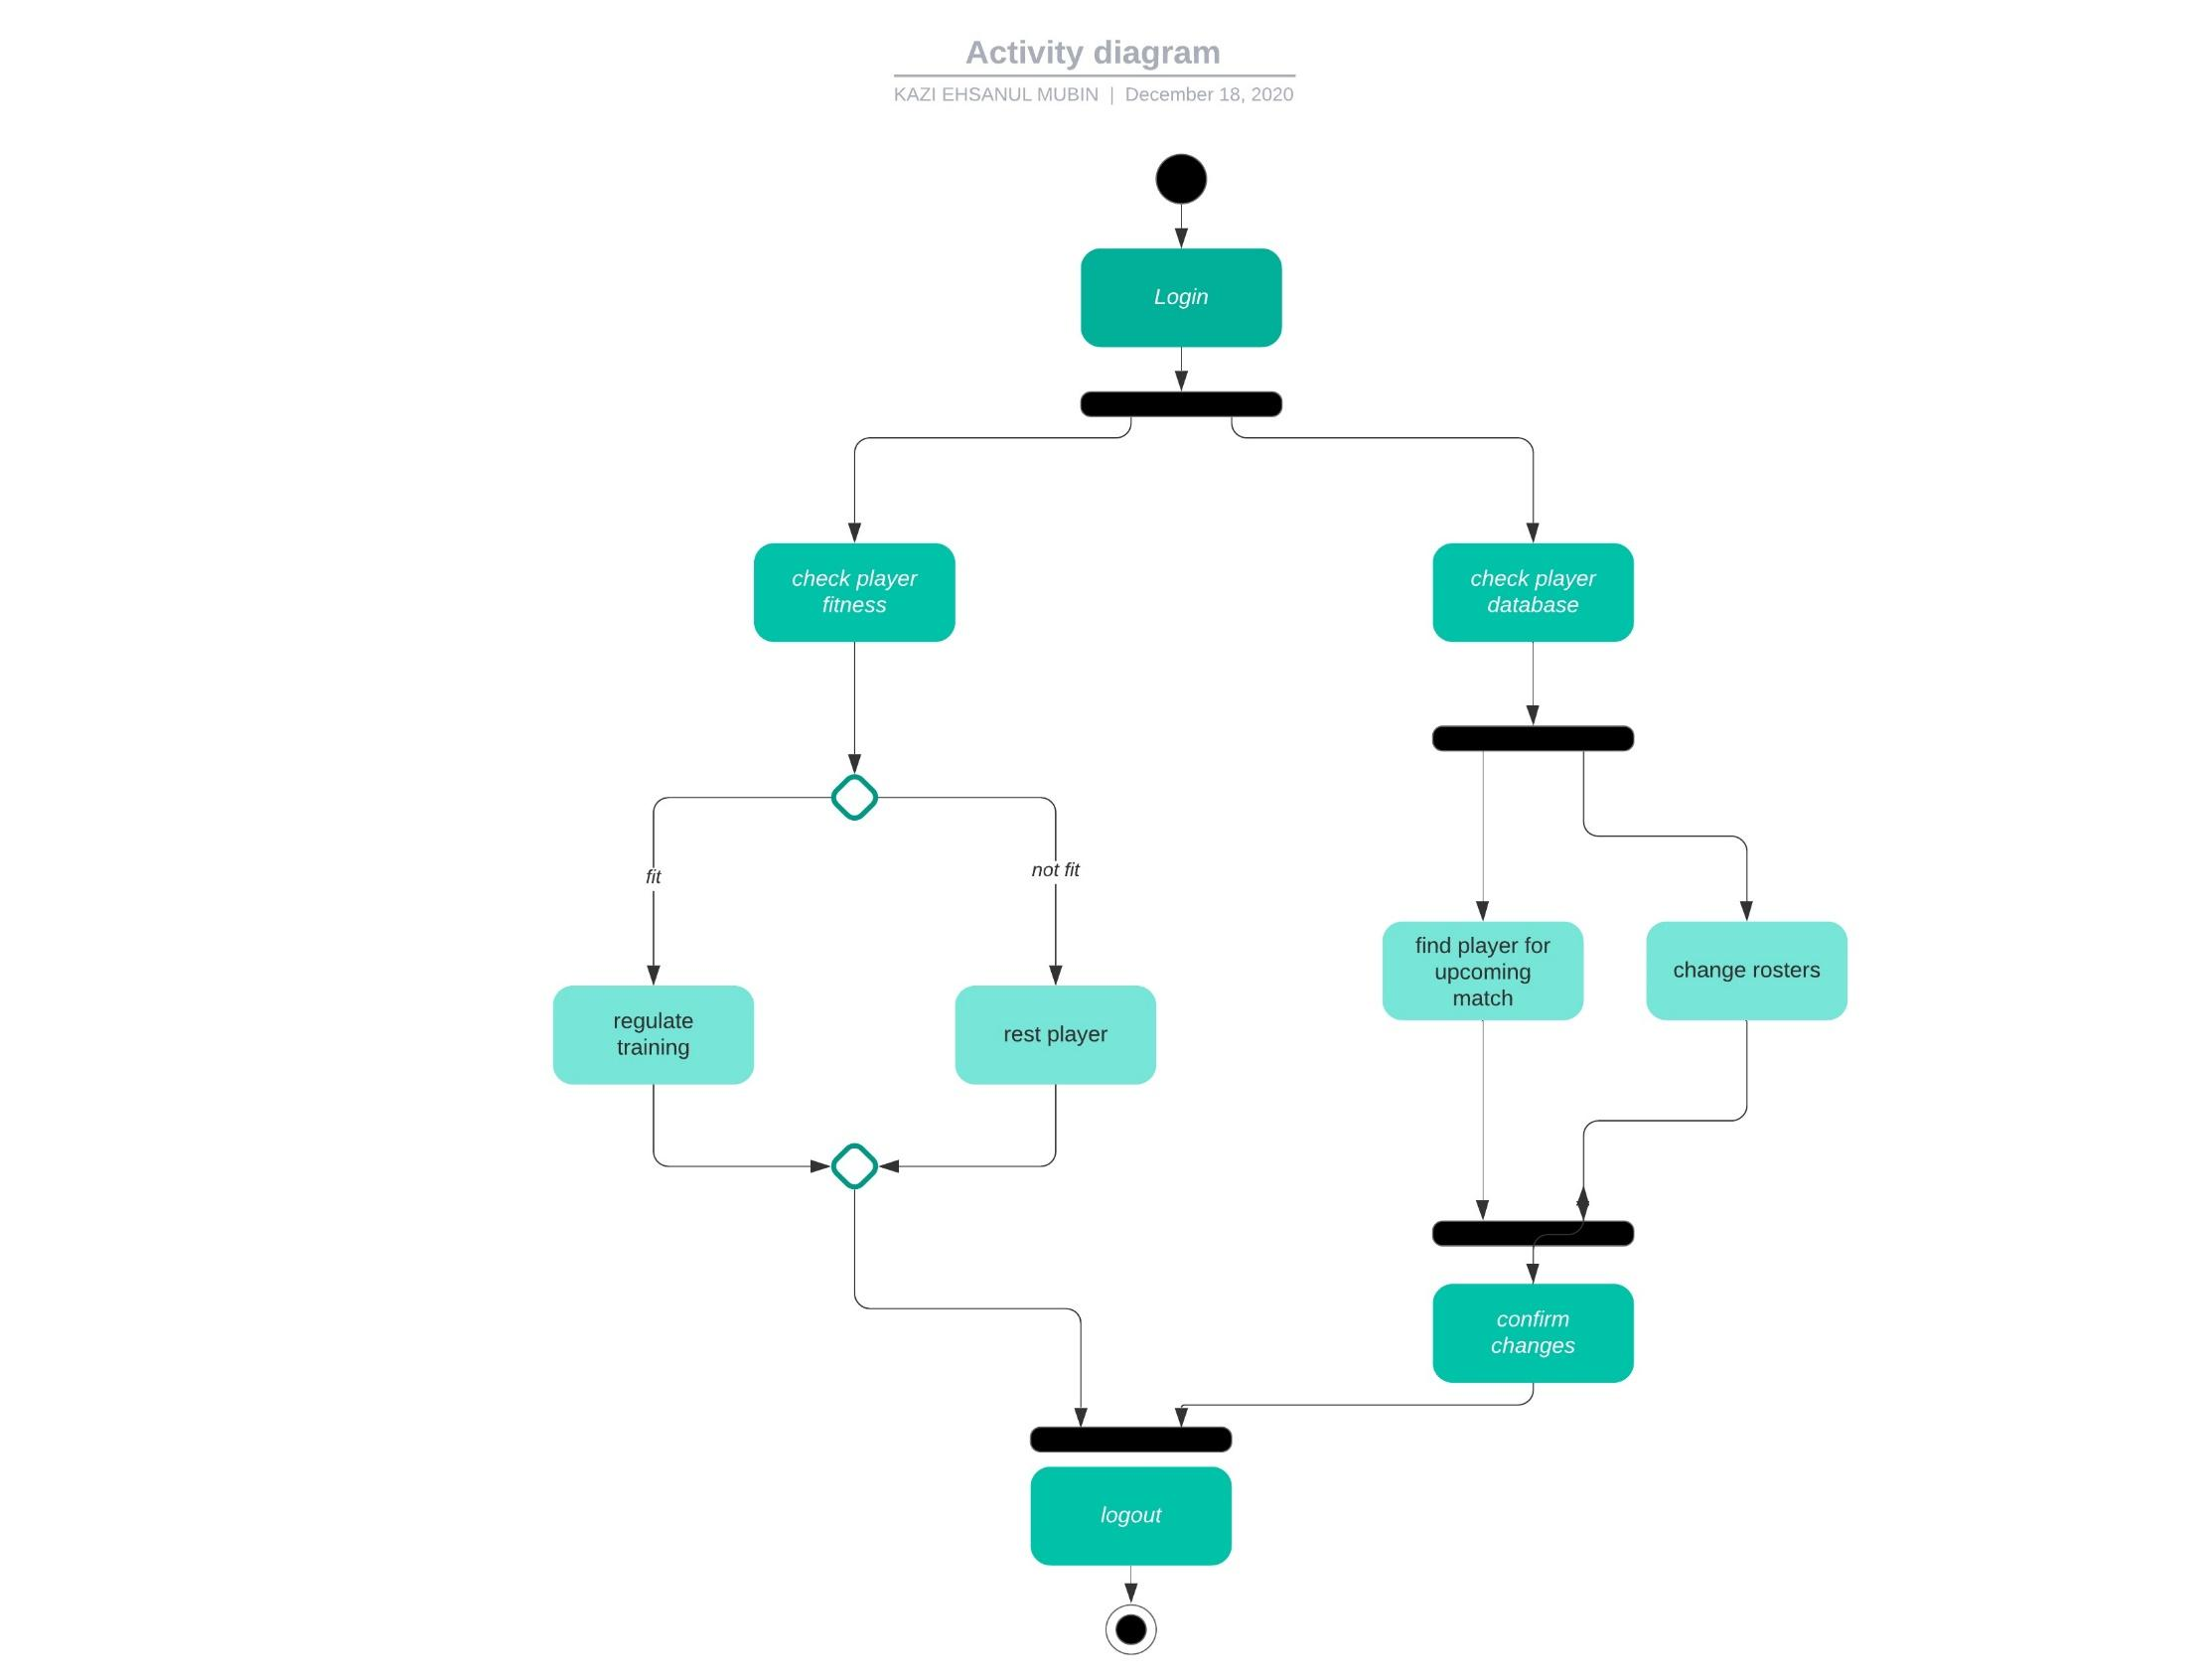 Activity diagram
KAZI EHSANUL MUBIN | December 18, 2020
Login
check player
fitness
check player
database
fit
not fit
find player for
upcoming
match
change rosters
regulate
training
rest player
confirm
changes
logout